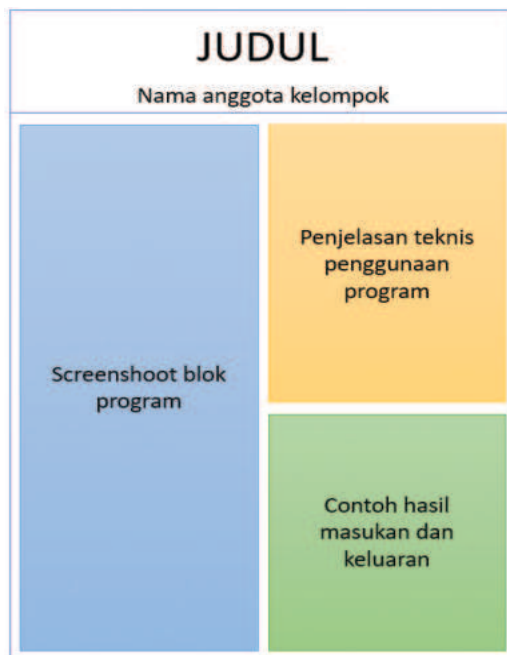 JUDUL
Nama anggota kelompok
Screenshoot blok
program
Penjelasan teknis
penggunaan
program
Contoh hasil
masukan dan
keluaran